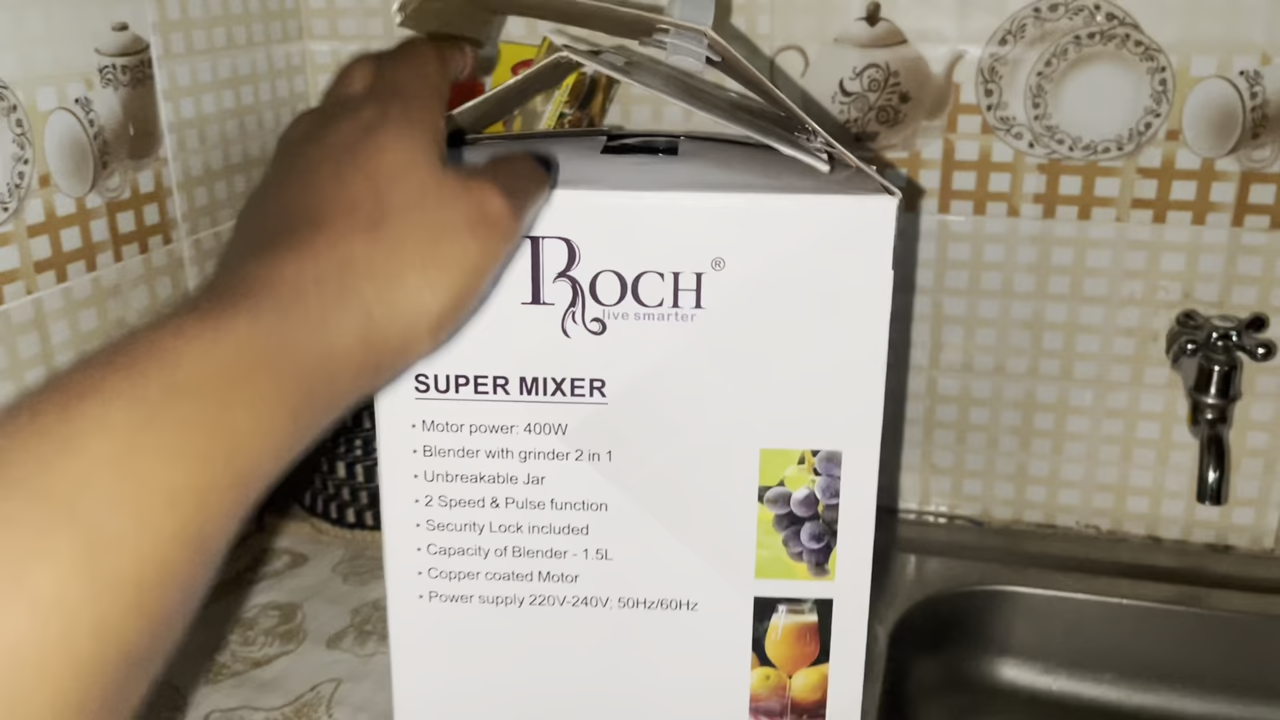 ROCH®
live smarter
SUPER MIXER
• Motor power: 400W
• Blender with grinder 2 in 1
• Unbreakable Jar
• 2 Speed & Pulse function
• Security Lock included
• Capacity of Blender - 1.5L
• Copper coated Motor
• Power supply 220V-240V; 50Hz/60Hz